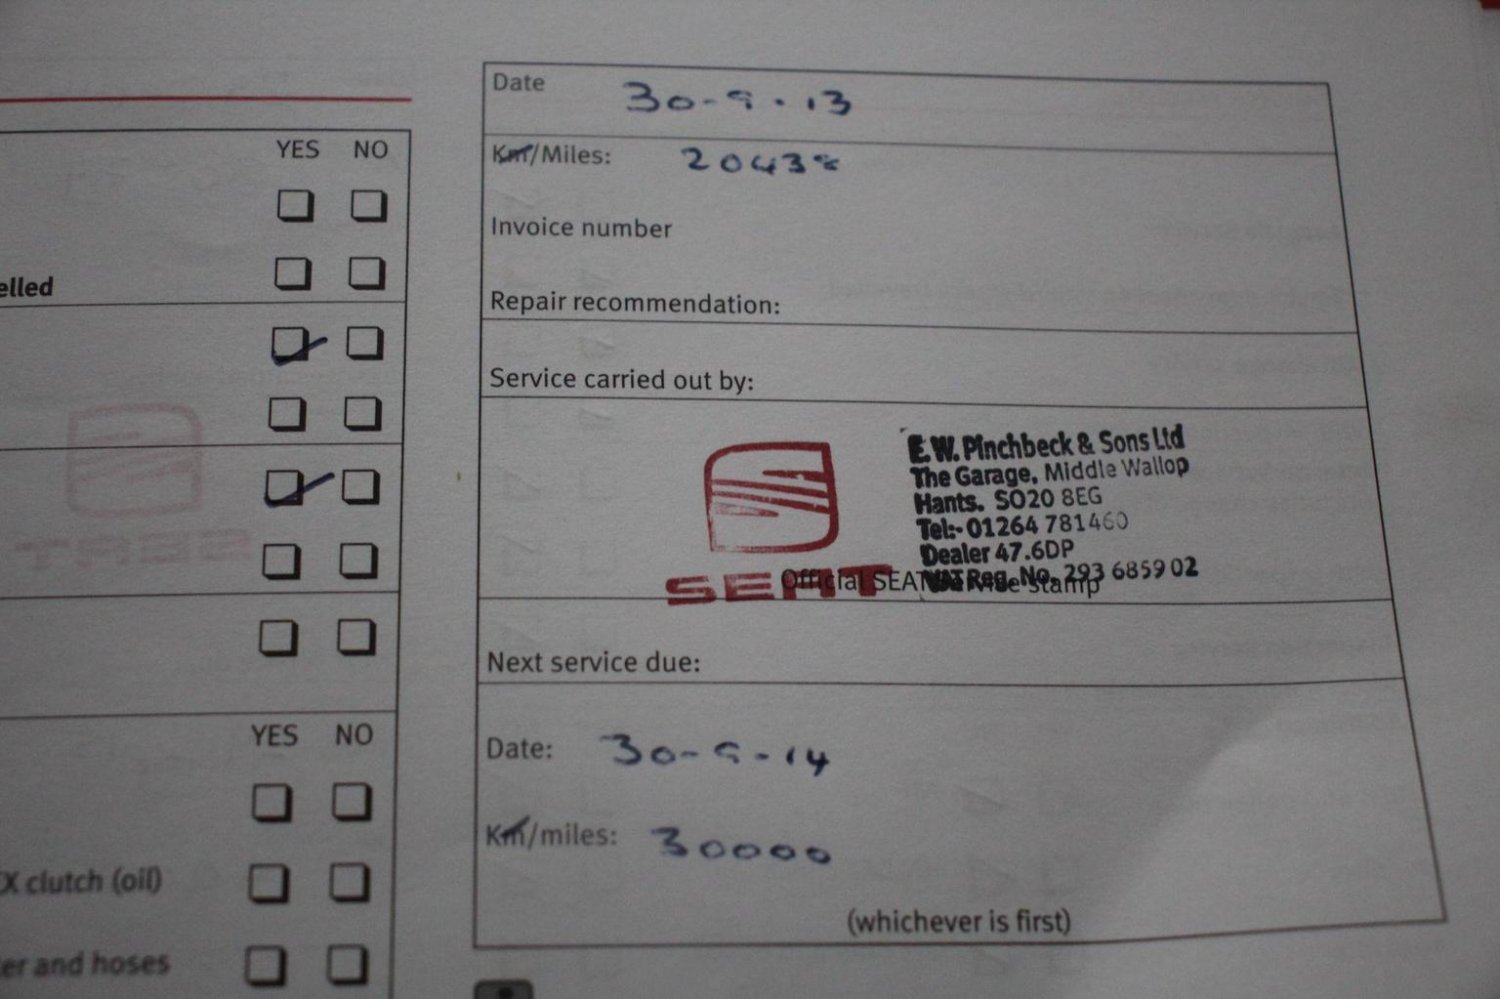 YES NO
elled
YES NO
X clutch (oil)
er and hoses
Date 30-9-13
Km/Miles: 20438
Invoice number
Repair recommendation:
Service carried out by:
SEAT
E.W. Pinchbeck & Sons Ltd
The Garage, Middle Wallop
Hants. SO20 8EG
Tel:- 01264 781460
Dealer 47.6DP
VAT Reg. No. 293 6859 02
Official SEAT Service stamp
Next service due:
Date: 30-9-14
Km/miles: 30000
(whichever is first)